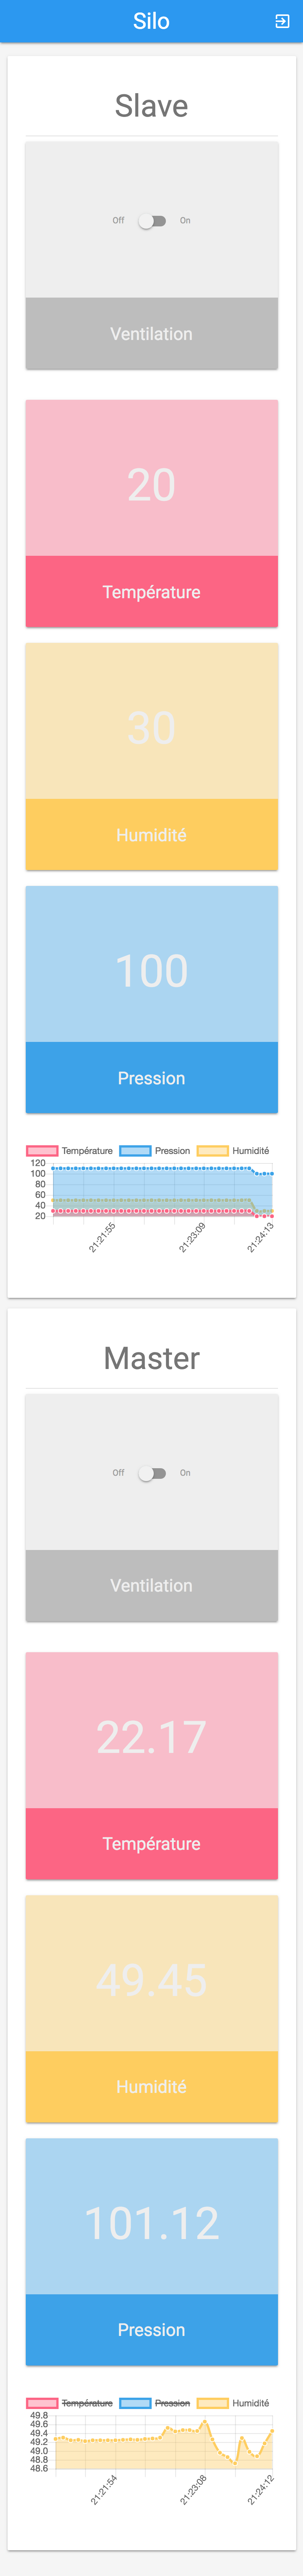 Silo
Slave
Off On
Ventilation
20
Température
30
Humidité
100
Pression
Température Pression Humidité
120
100
80
60
40
20
21:21:55 21:23:09 21:24:13
Master
Off On
Ventilation
22.17
Température
49.45
Humidité
101.12
Pression
Température Pression Humidité
49.8
49.6
49.4
49.2
49.0
48.8
48.6
21:21:54 21:23:08 21:24:12